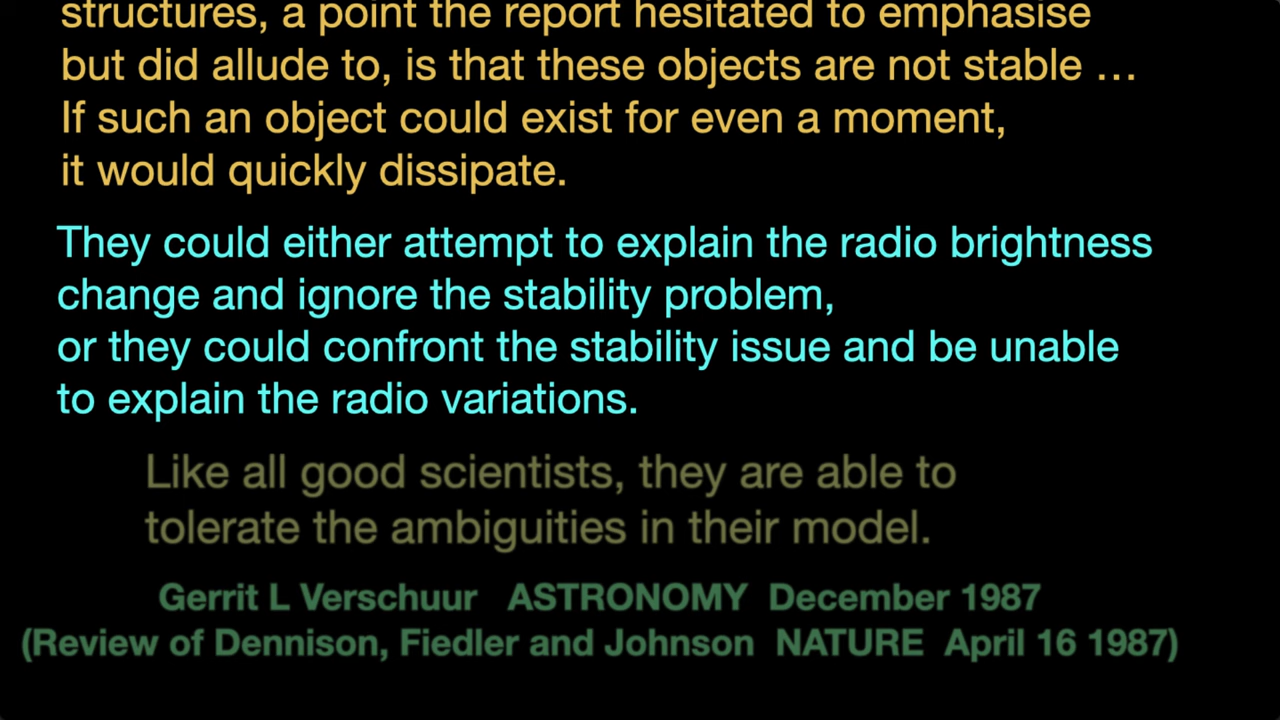 structures, a point the report hesitated to emphasise
but did allude to, is that these objects are not stable …
If such an object could exist for even a moment,
it would quickly dissipate.
They could either attempt to explain the radio brightness
change and ignore the stability problem,
or they could confront the stability issue and be unable
to explain the radio variations.
Like all good scientists, they are able to
tolerate the ambiguities in their model.
Gerrit L Verschuur ASTRONOMY December 1987
(Review of Dennison, Fiedler and Johnson NATURE April 16 1987)